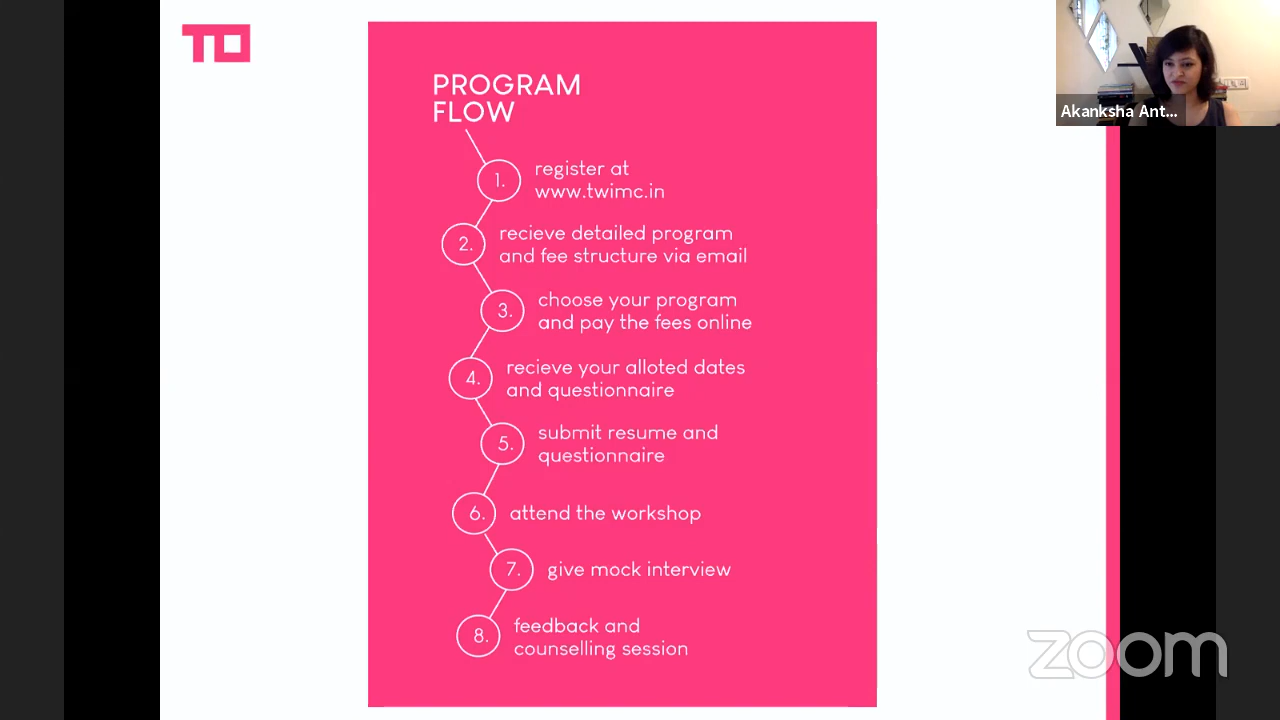 TO
PROGRAM
FLOW
1. register at
www.twimc.in
2. recieve detailed program
and fee structure via email
3. choose your program
and pay the fees online
4. recieve your alloted dates
and questionnaire
5. submit resume and
questionnaire
6. attend the workshop
7. give mock interview
8. feedback and
counselling session
Akanksha Ant...
zoom